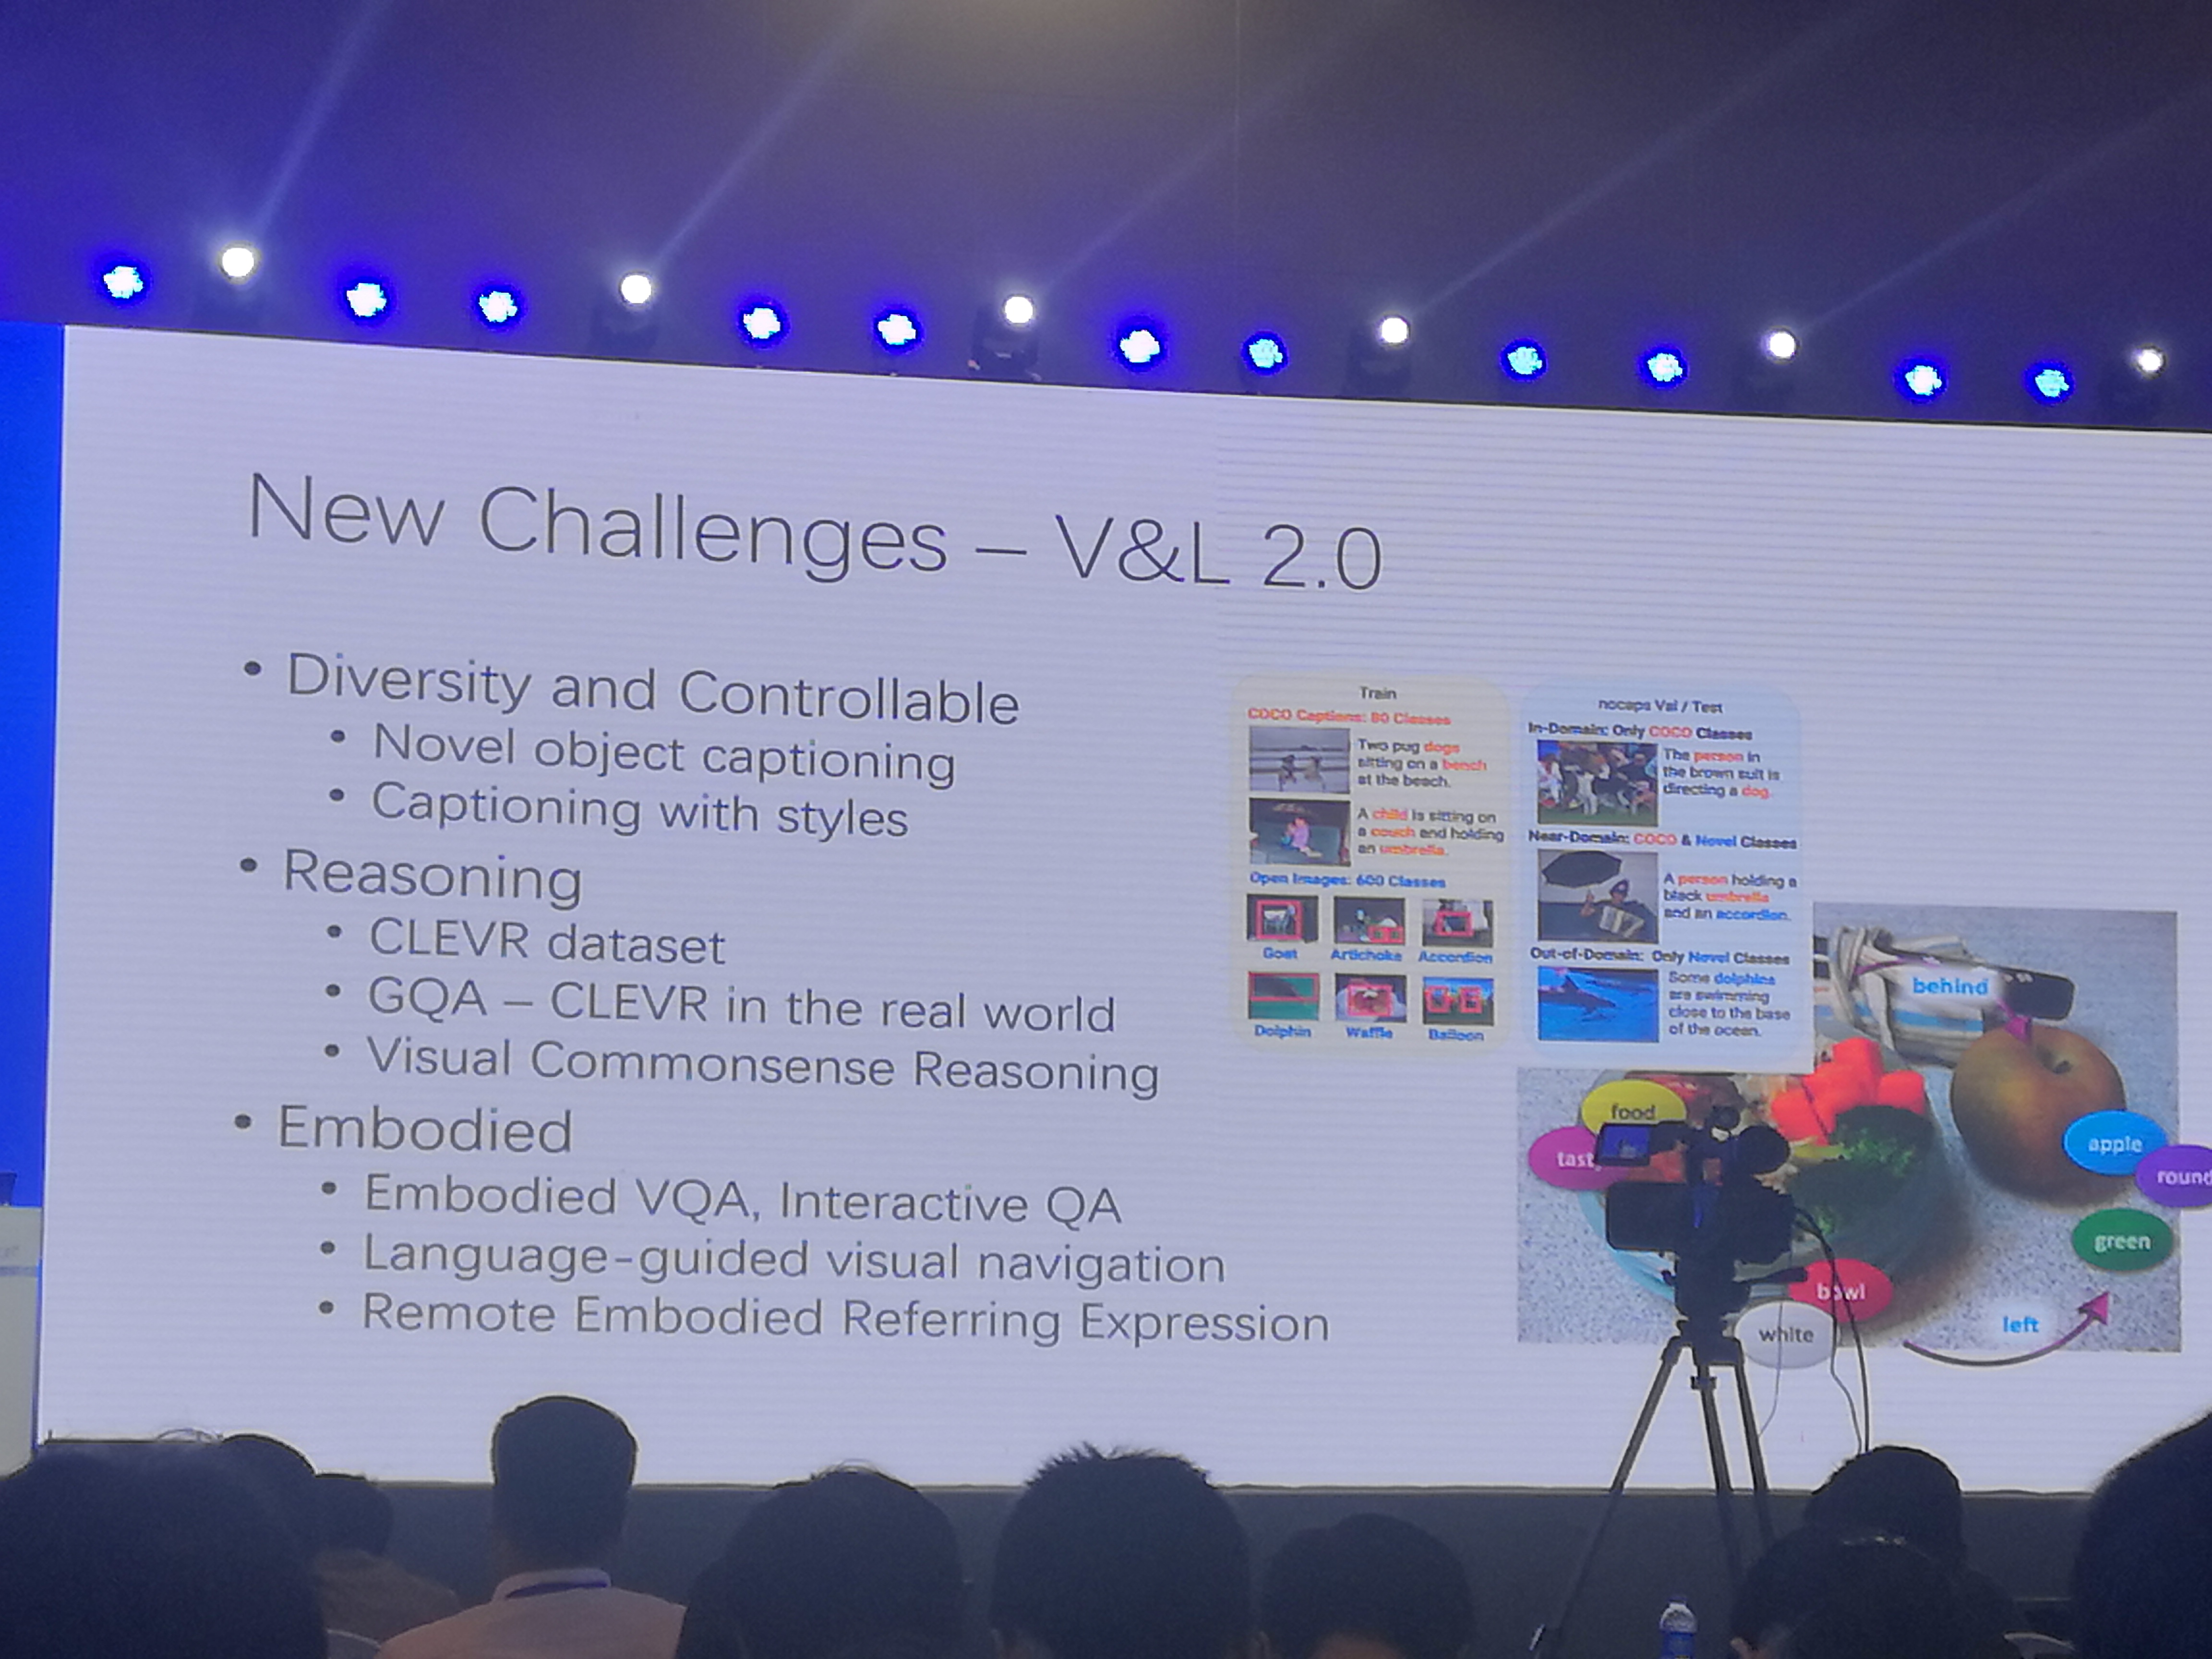 New Challenges – V&L 2.0
• Diversity and Controllable
• Novel object captioning
• Captioning with styles
• Reasoning
• CLEVR dataset
• GQA – CLEVR in the real world
• Visual Commonsense Reasoning
• Embodied
• Embodied VQA, Interactive QA
• Language-guided visual navigation
• Remote Embodied Referring Expression
Train
COCO Captions: 80 Classes
Two pug dogs
sitting on a bench
at the beach.
A child is sitting on
a couch and holding
an umbrella.
Open Images: 600 Classes
Goat Artichoke Accordion
Dolphin Waffle Balloon
nocaps Val / Test
In-Domain: Only COCO Classes
The person in
the brown suit is
directing a dog.
Near-Domain: COCO & Novel Classes
A person holding a
black umbrella
and an accordion.
Out-of-Domain: Only Novel Classes
Some dolphins
are swimming
close to the base
of the ocean.
behind
food
apple
round
green
bowl
left
white